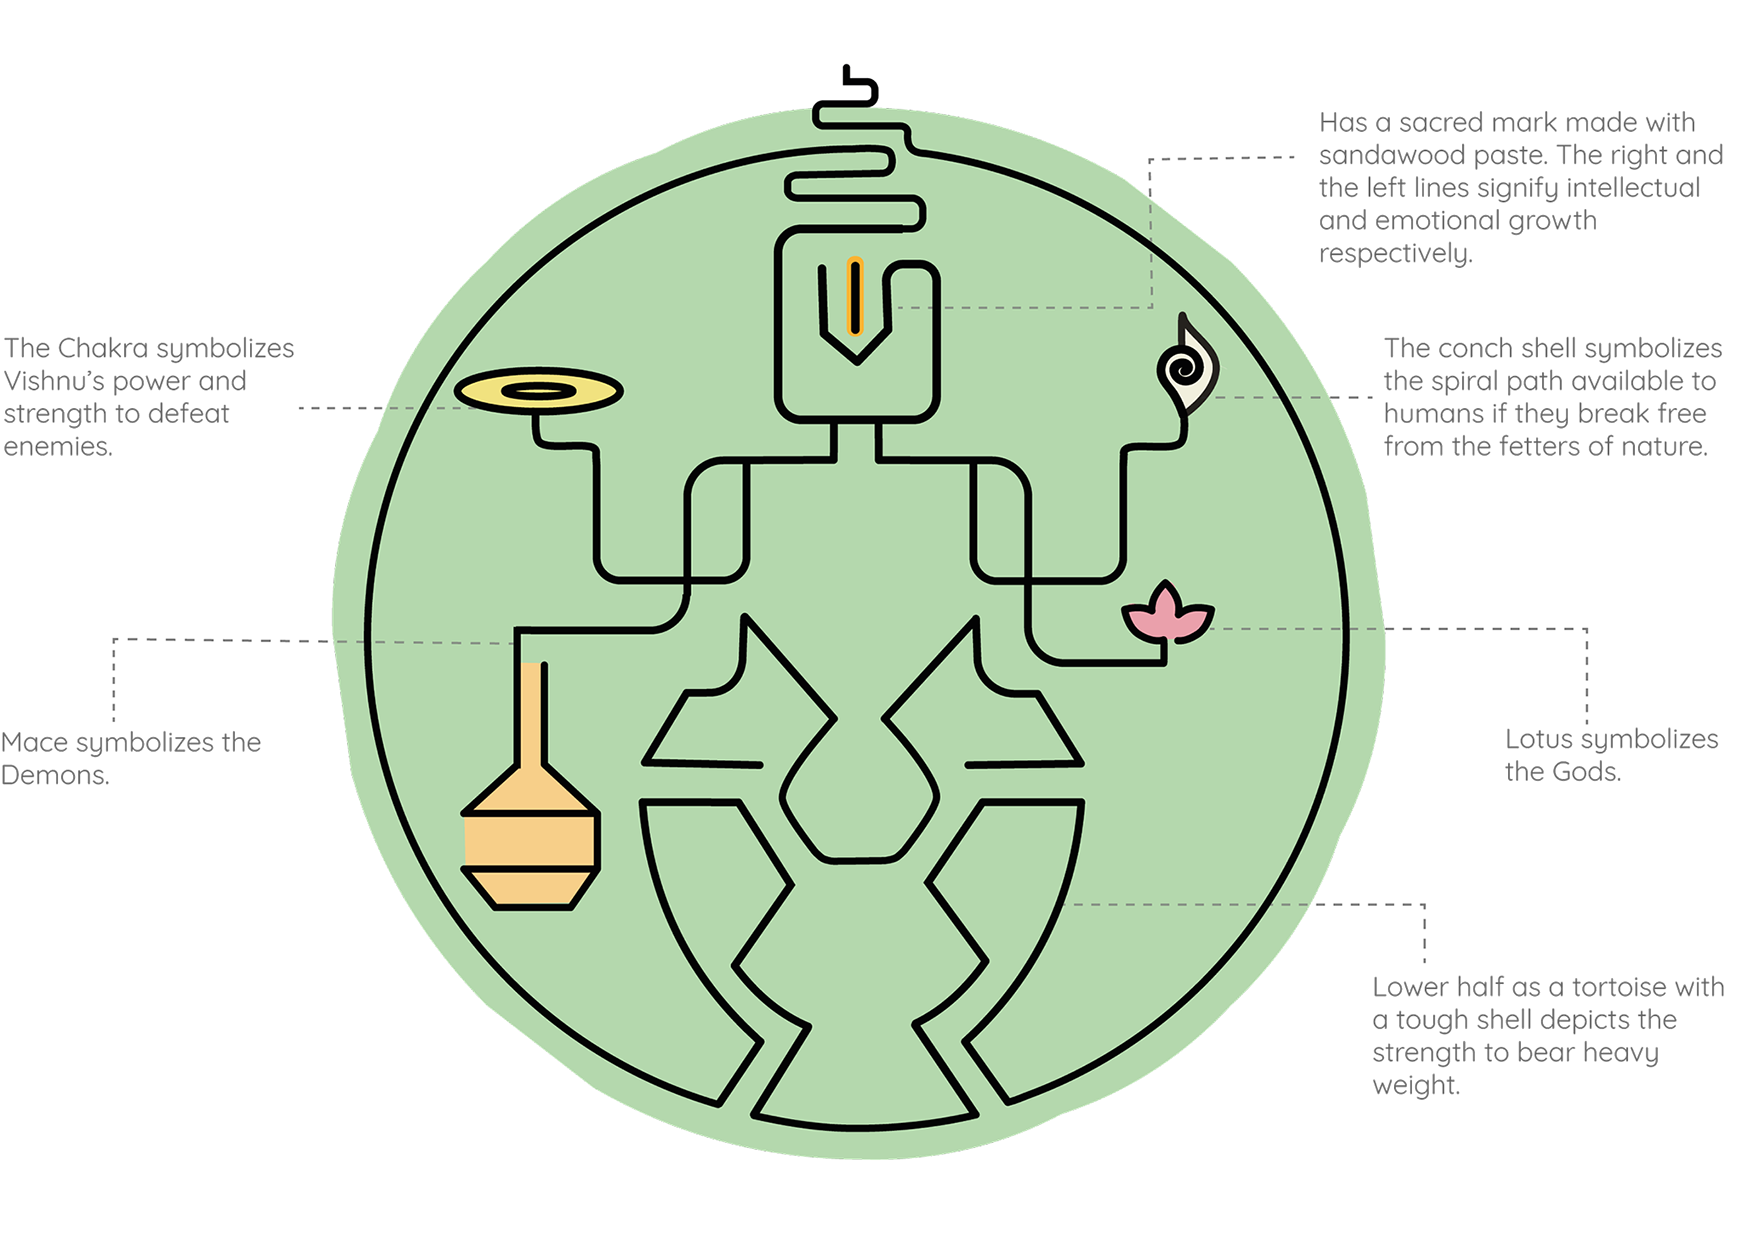 Has a sacred mark made with
sandawood paste. The right and
the left lines signify intellectual
and emotional growth
respectively.
The Chakra symbolizes
Vishnu's power and
strength to defeat
enemies.
The conch shell symbolizes
the spiral path available to
humans if they break free
from the fetters of nature.
Mace symbolizes the
Demons.
Lotus symbolizes
the Gods.
Lower half as a tortoise with
a tough shell depicts the
strength to bear heavy
weight.